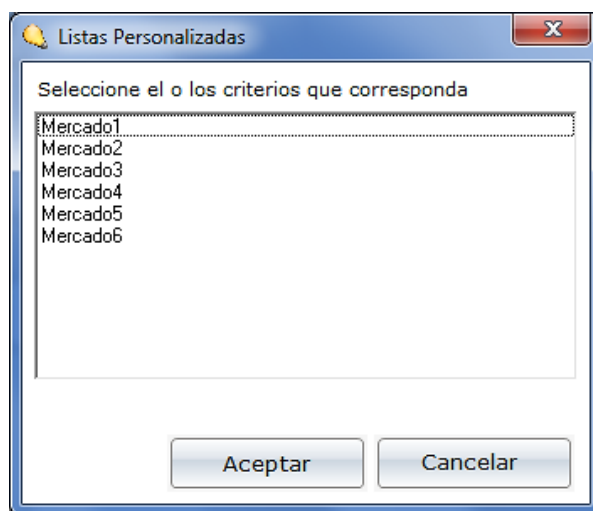 Listas Personalizadas
Seleccione el o los criterios que corresponda
Mercado1
Mercado2
Mercado3
Mercado4
Mercado5
Mercado6
Aceptar Cancelar